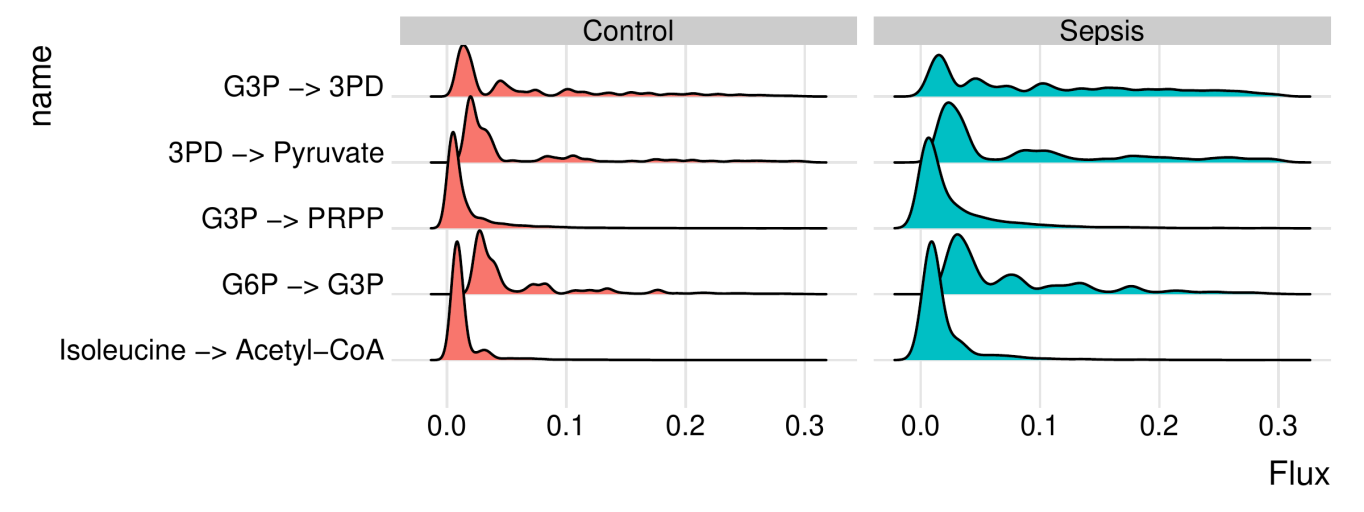 Control
Sepsis
name
G3P −> 3PD
3PD −> Pyruvate
G3P −> PRPP
G6P −> G3P
Isoleucine −> Acetyl−CoA
0.0 0.1 0.2 0.3
0.0 0.1 0.2 0.3
Flux